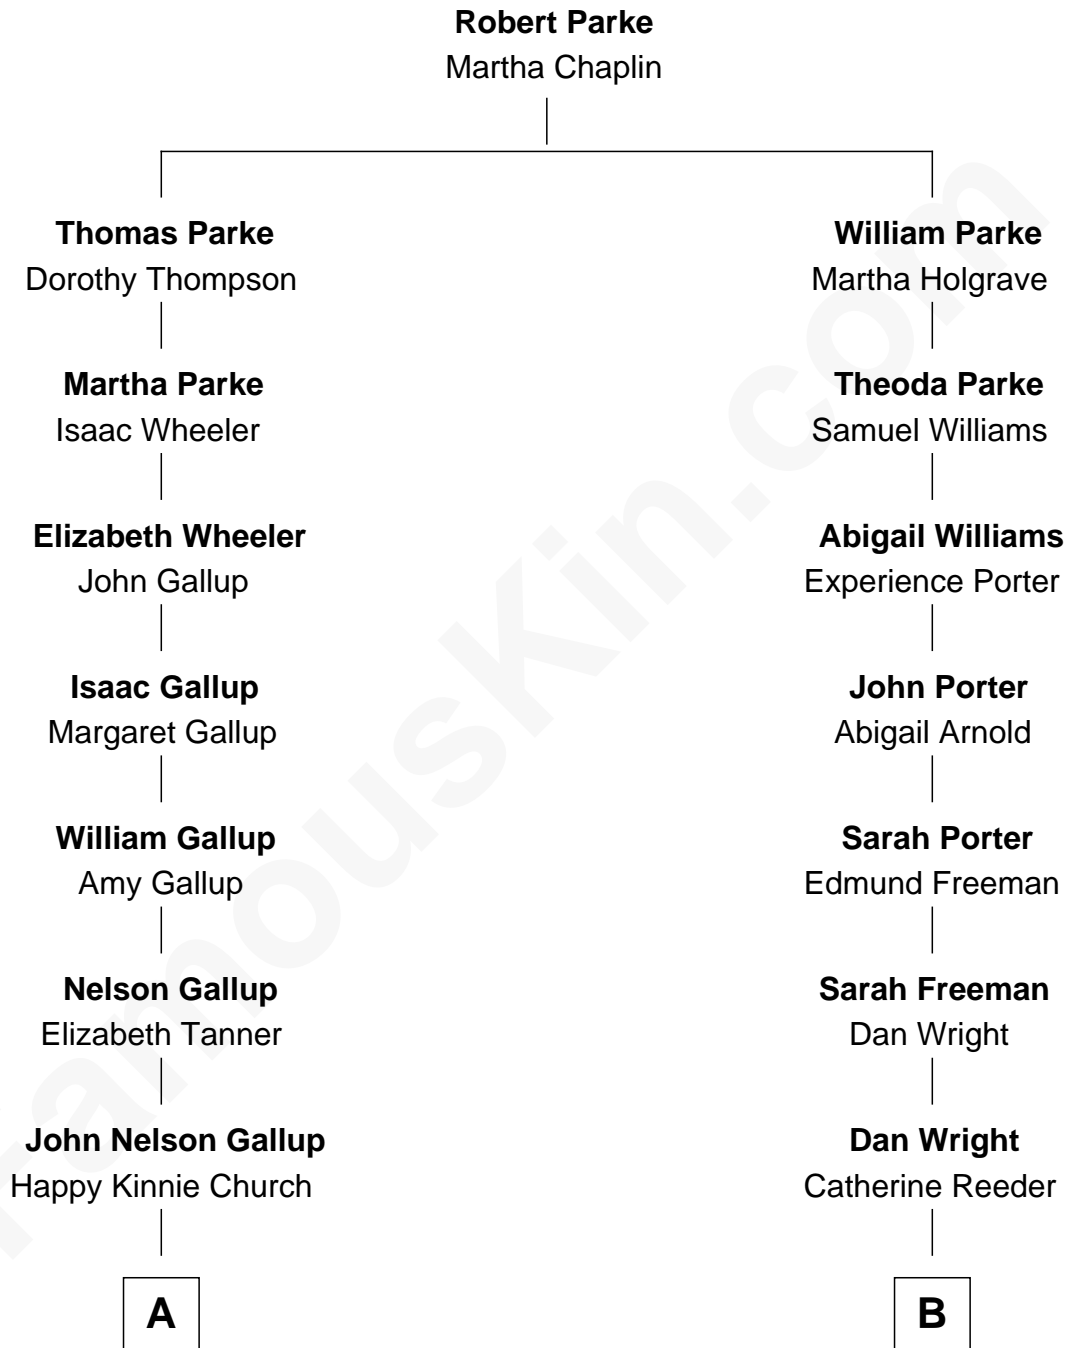 Robert Parke
Martha Chaplin
Thomas Parke
Dorothy Thompson
William Parke
Martha Holgrave
Martha Parke
Isaac Wheeler
Theoda Parke
Samuel Williams
Elizabeth Wheeler
John Gallup
Abigail Williams
Experience Porter
Isaac Gallup
Margaret Gallup
John Porter
Abigail Arnold
William Gallup
Amy Gallup
Sarah Porter
Edmund Freeman
Nelson Gallup
Elizabeth Tanner
Sarah Freeman
Dan Wright
John Nelson Gallup
Happy Kinnie Church
Dan Wright
Catherine Reeder
A
B
FamousKin.com